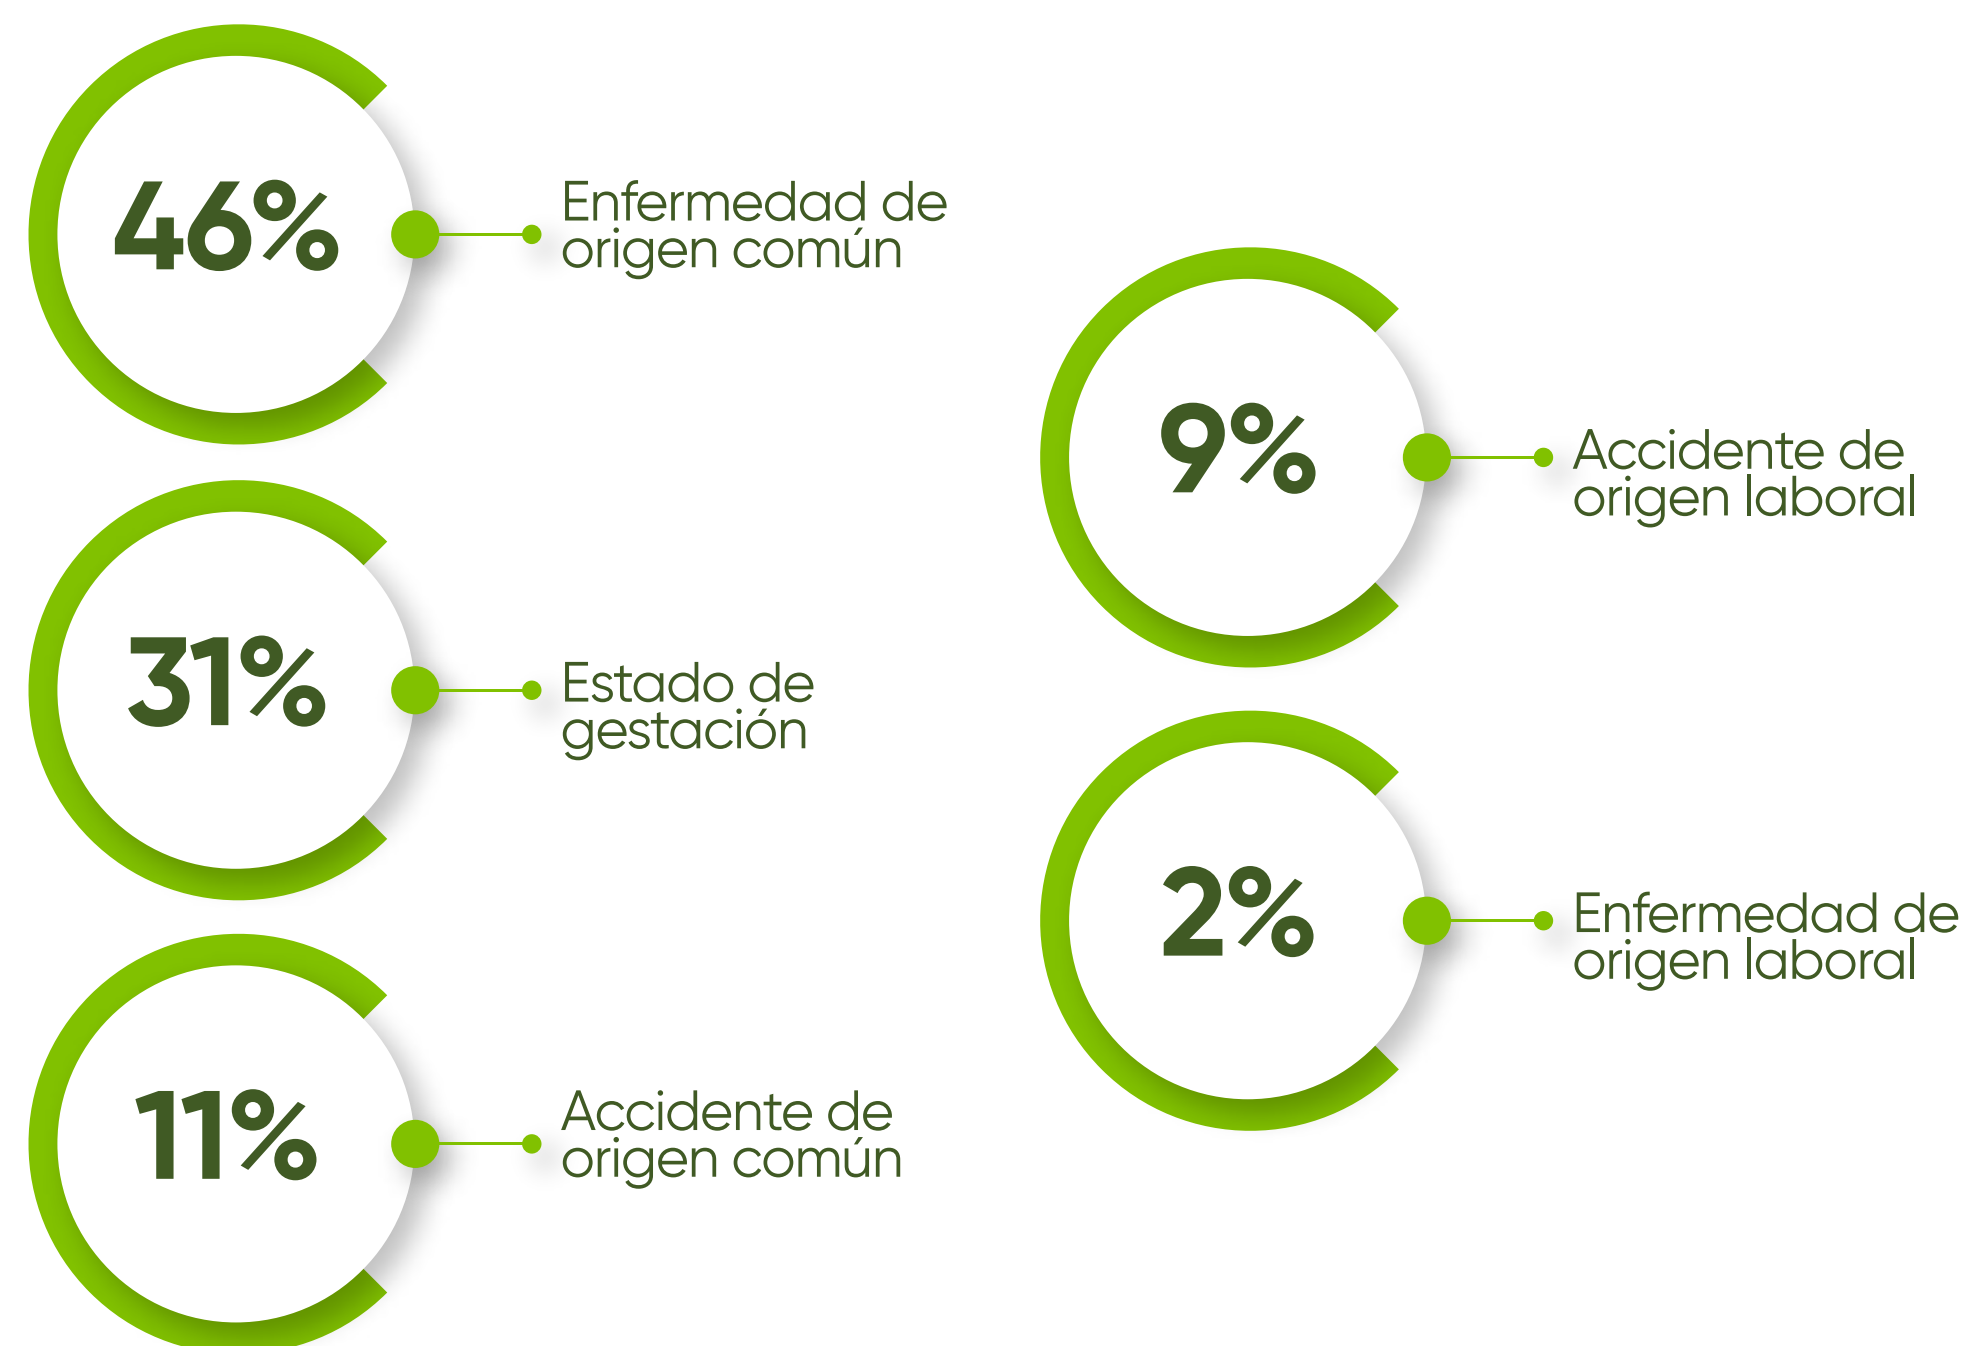 46%
Enfermedad de
origen común
31%
Estado de
gestación
11%
Accidente de
origen común
9%
Accidente de
origen laboral
2%
Enfermedad de
origen laboral